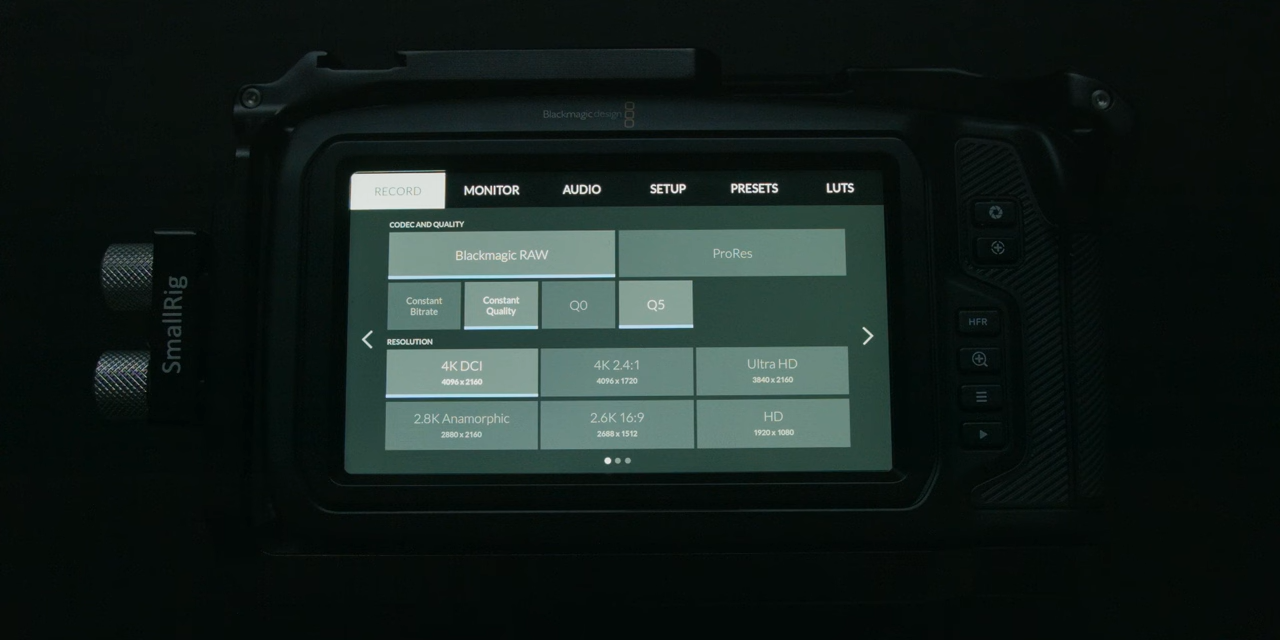 Blackmagicdesign
RECORD MONITOR AUDIO SETUP PRESETS LUTS
CODEC AND QUALITY
Blackmagic RAW ProRes
Constant Bitrate
Constant Quality
Q0 Q5
RESOLUTION
4K DCI 4K 2.4:1 Ultra HD
4096 x 2160 4096 x 1720 3840 x 2160
2.8K Anamorphic 2.6K 16:9 HD
2880 x 2160 2688 x 1512 1920 x 1080
SmallRig
HFR